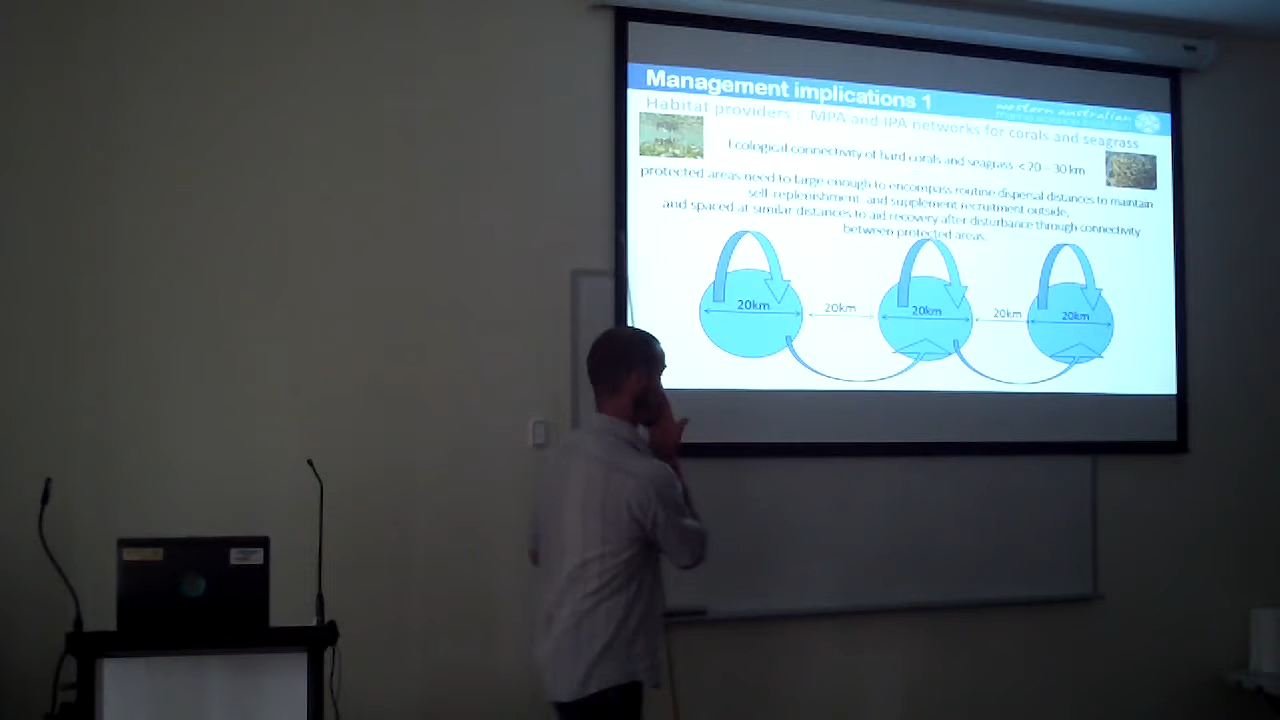 Management implications 1
western australian
Habitat providers : MPA and IPA networks for corals and seagrass
Ecological connectivity of hard corals and seagrass < 20 – 30 km
protected areas need to large enough to encompass routine dispersal distances to maintain
self-replenishment and supplement recruitment outside,
and spaced at similar distances to aid recovery after disturbance through connectivity
between protected areas.
20km
20km
20km
20km
20km